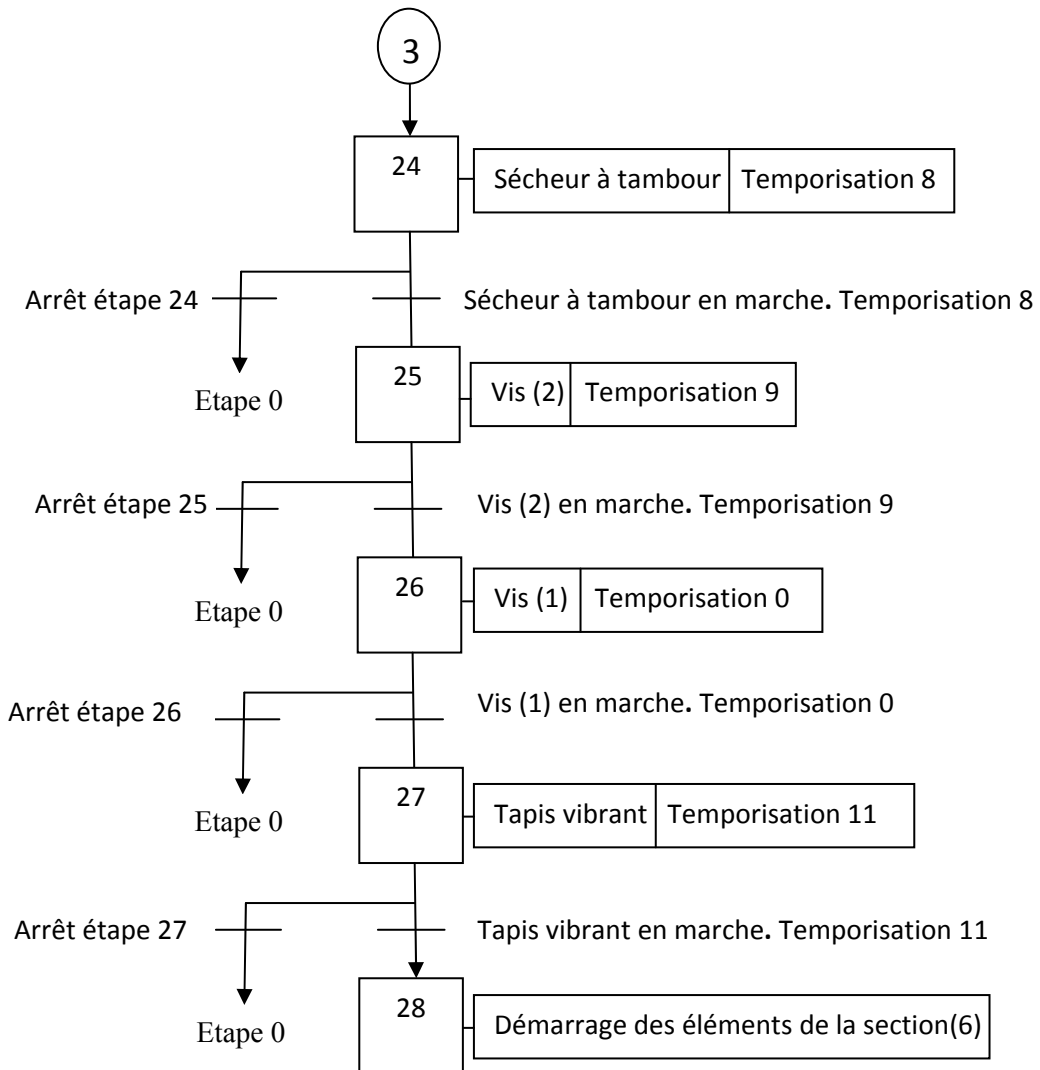 3
24
Sécheur à tambour Temporisation 8
Arrêt étape 24
Sécheur à tambour en marche. Temporisation 8
Etape 0
25
Vis (2) Temporisation 9
Arrêt étape 25
Vis (2) en marche. Temporisation 9
Etape 0
26
Vis (1) Temporisation 0
Arrêt étape 26
Vis (1) en marche. Temporisation 0
Etape 0
27
Tapis vibrant Temporisation 11
Arrêt étape 27
Tapis vibrant en marche. Temporisation 11
Etape 0
28
Démarrage des éléments de la section(6)